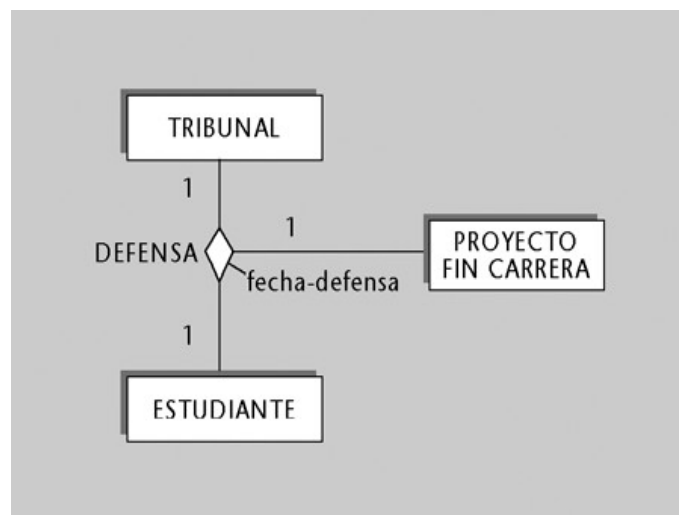 TRIBUNAL
1
1
DEFENSA
PROYECTO
FIN CARRERA
fecha-defensa
1
ESTUDIANTE